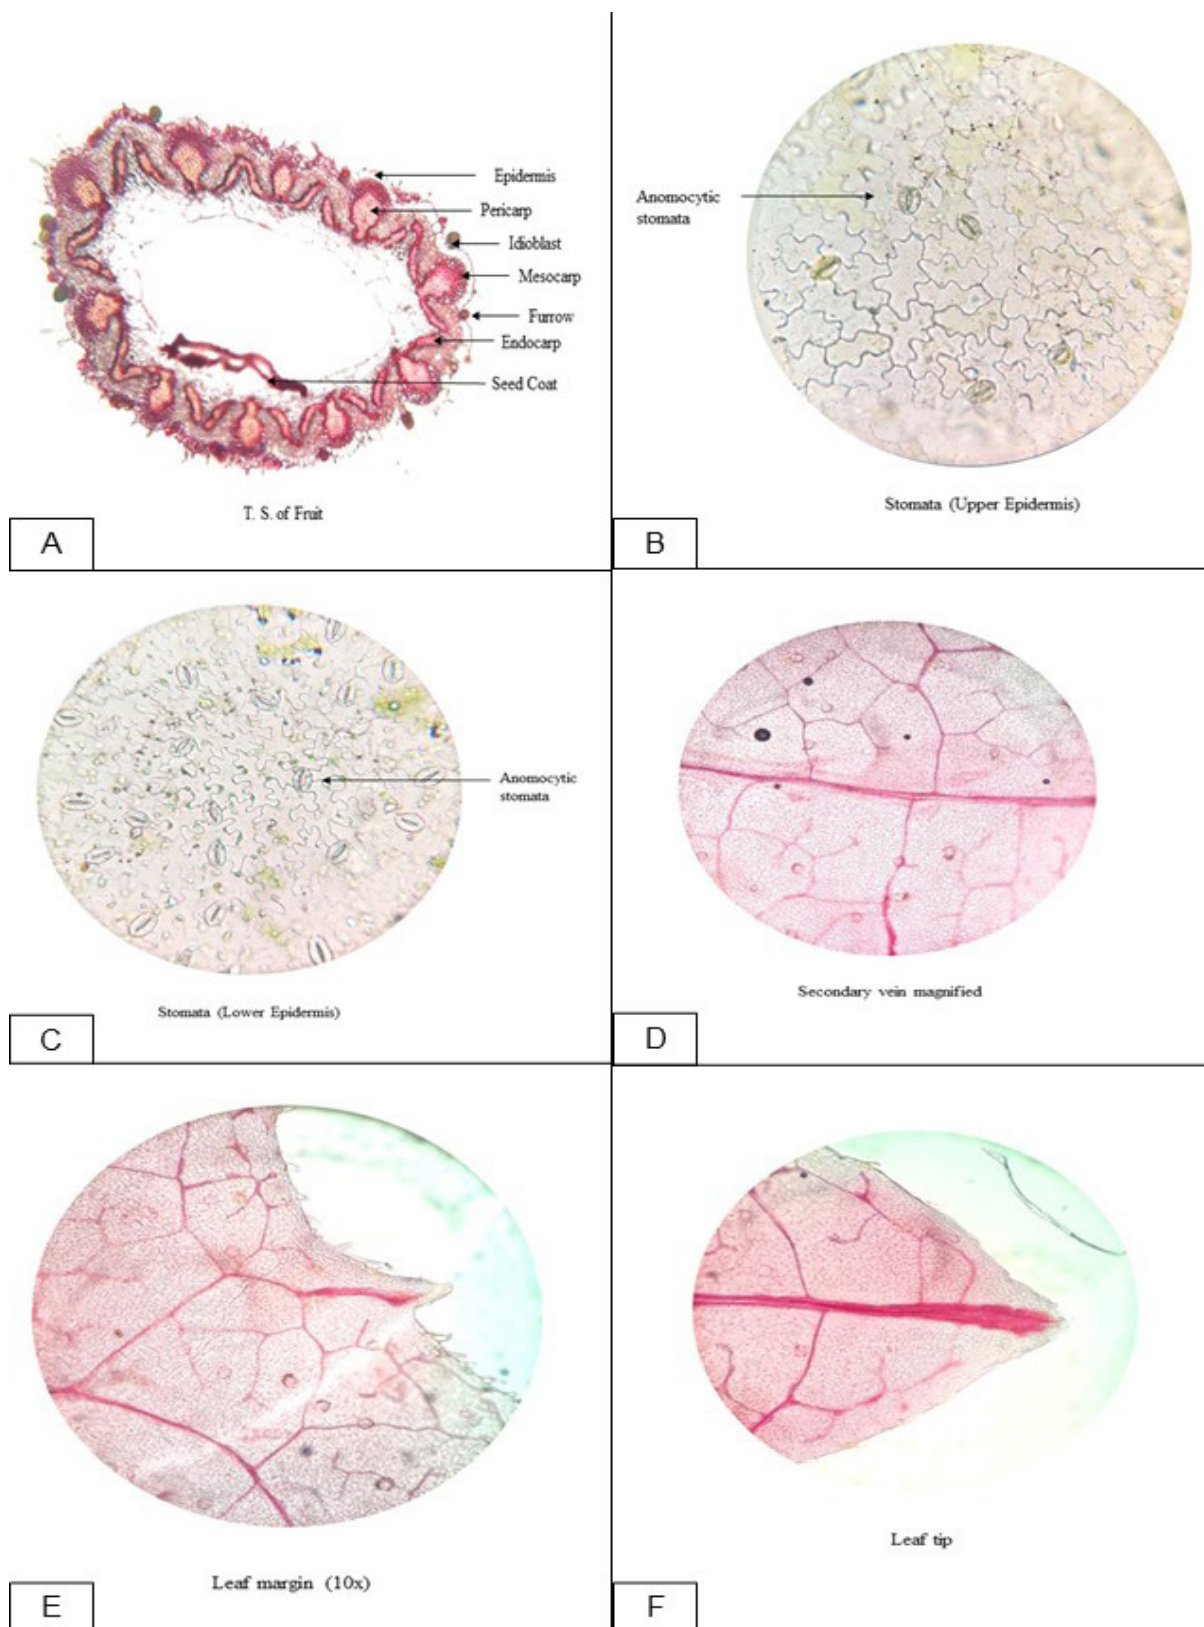 Epidermis
Pericarp
Idioblast
Mesocarp
Furrow
Endocarp
Seed Coat
T. S. of Fruit
A
Anomocytic
stomata
Stomata (Upper Epidermis)
B
Anomocytic
stomata
Stomata (Lower Epidermis)
C
Secondary vein magnified
D
Leaf margin (10x)
E
Leaf tip
F